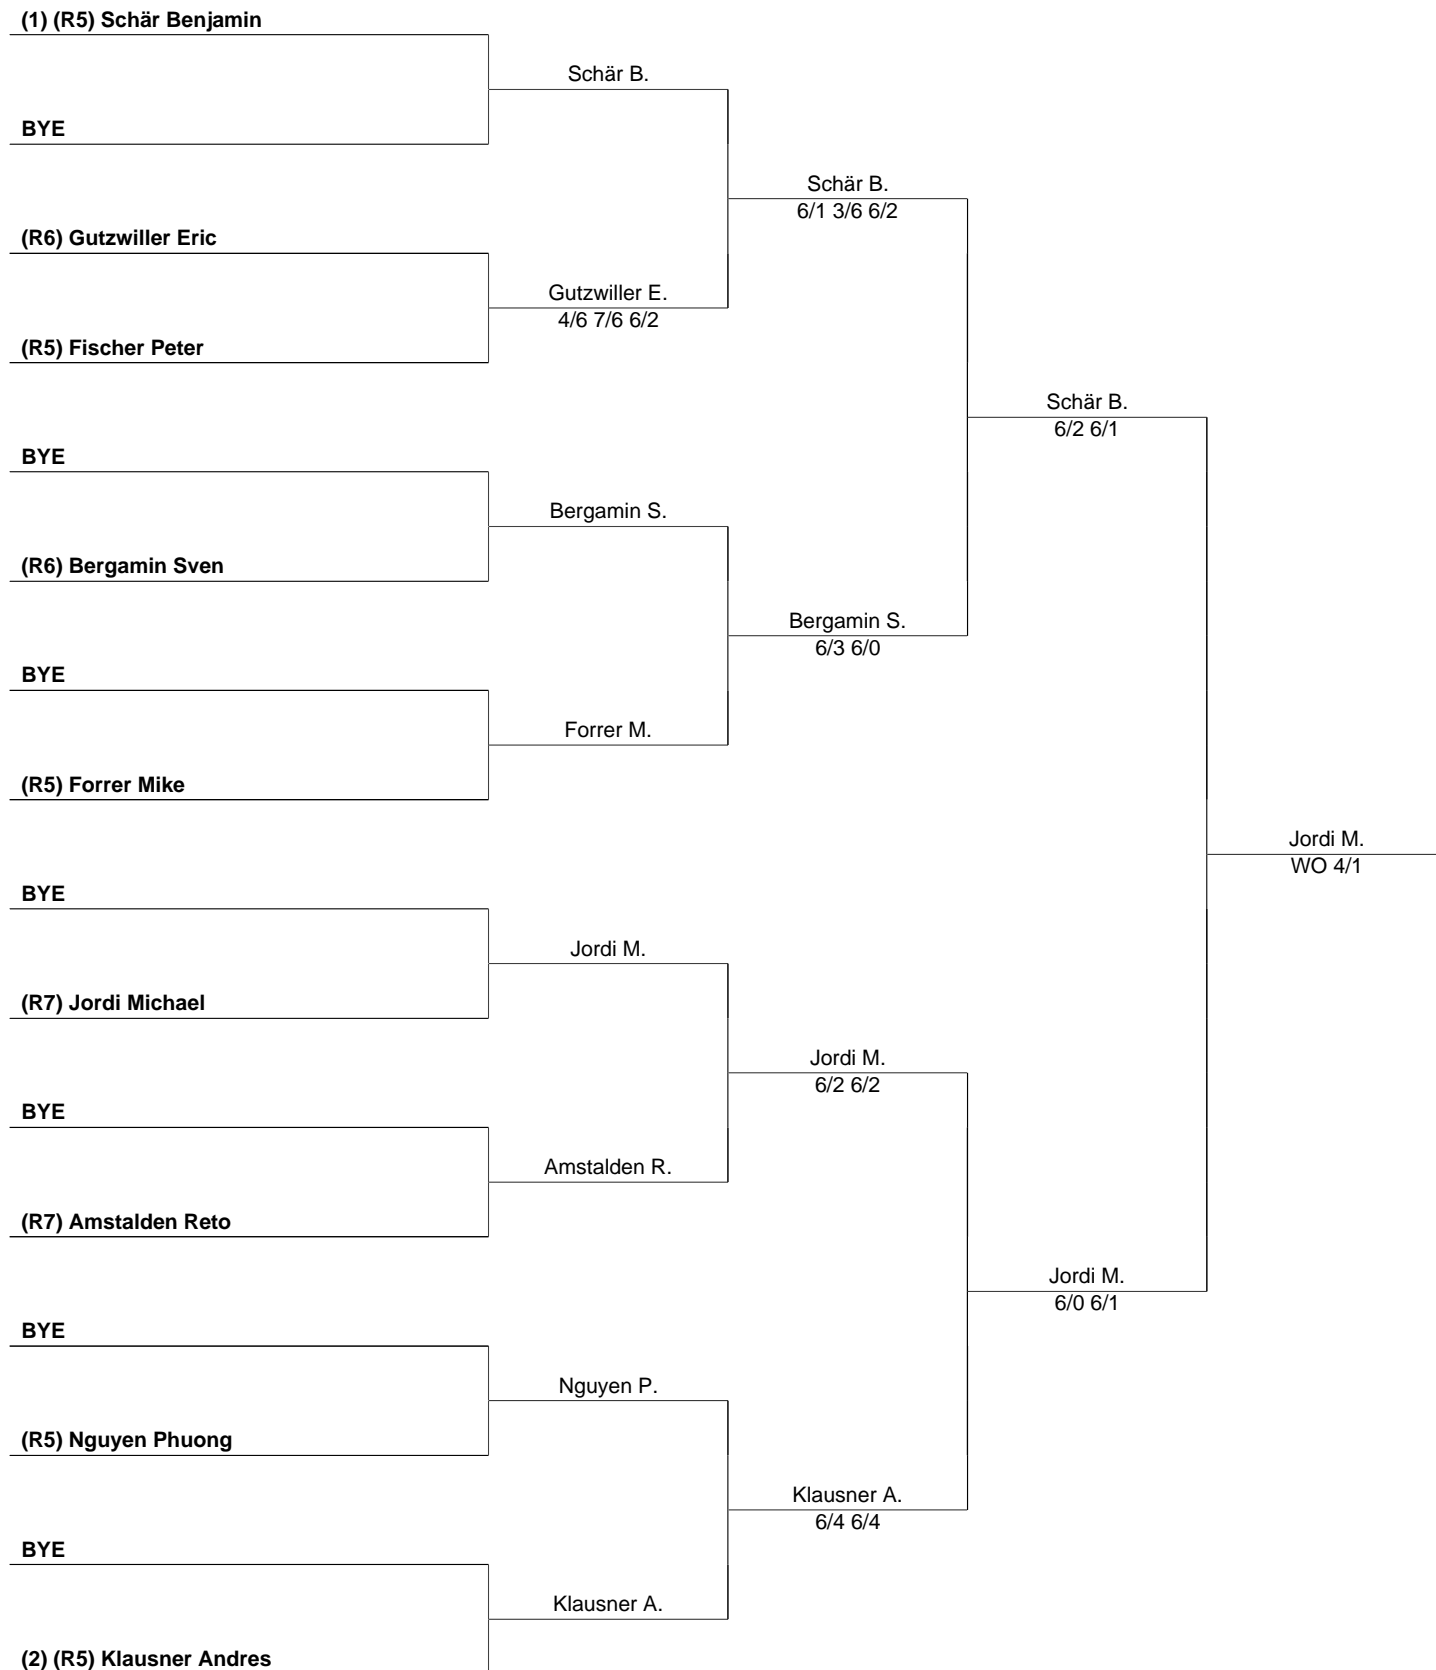 (1) (R5) Schär Benjamin
Schär B.
BYE
Schär B.
6/1 3/6 6/2
(R6) Gutzwiller Eric
Gutzwiller E.
4/6 7/6 6/2
(R5) Fischer Peter
Schär B.
6/2 6/1
BYE
Bergamin S.
(R6) Bergamin Sven
Bergamin S.
6/3 6/0
BYE
Forrer M.
(R5) Forrer Mike
Jordi M.
WO 4/1
BYE
Jordi M.
(R7) Jordi Michael
Jordi M.
6/2 6/2
BYE
Amstalden R.
(R7) Amstalden Reto
Jordi M.
6/0 6/1
BYE
Nguyen P.
(R5) Nguyen Phuong
Klausner A.
6/4 6/4
BYE
Klausner A.
(2) (R5) Klausner Andres